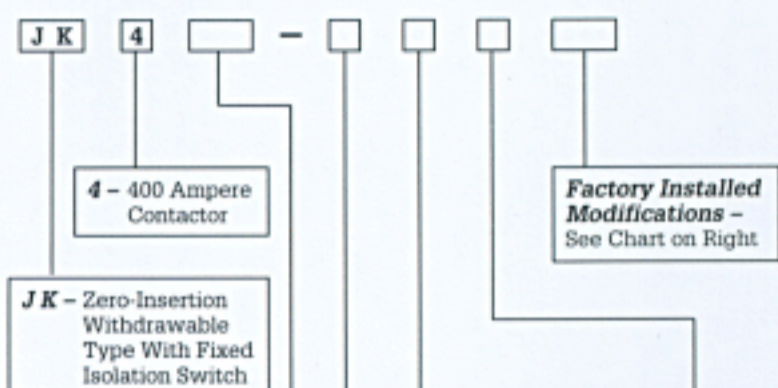 J K 4 –
4 – 400 Ampere
Contactor
Factory Installed
Modifications –
See Chart on Right
J K – Zero-Insertion
Withdrawable
Type With Fixed
Isolation Switch